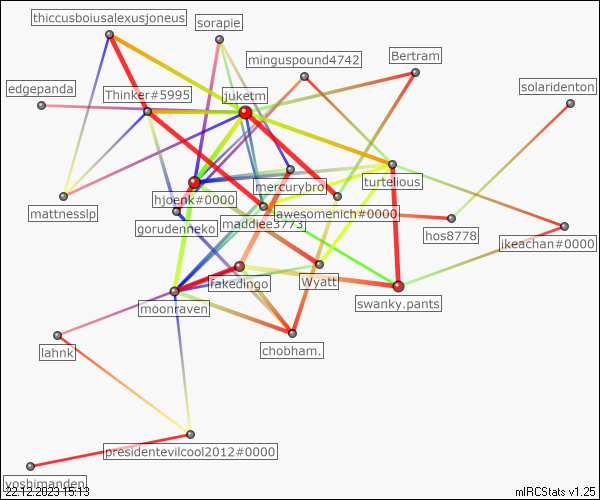 thiccusboiusalexusjoneus
sorapie
minguspound4742
Bertram
edgepanda
Thinker#5995
juketm
solaridenton
mercurybro
turtelious
hjoenk#0000
mattnesslp
gorudenneko
maddiee3773
awesomenich#0000
hos8778
ikeachan#0000
fakedingo
Wyatt
moonraven
swanky.pants
lahnk
chobham.
presidentevilcool2012#0000
yoshimanden
22.12.2023 15:13
mIRCStats v1.25